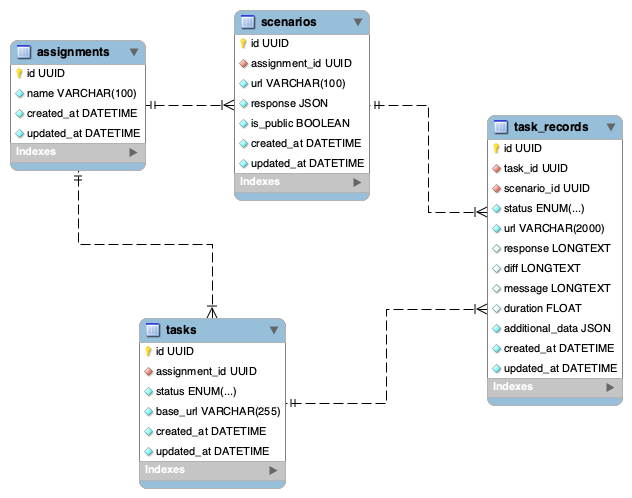 assignments
id UUID
name VARCHAR(100)
created_at DATETIME
updated_at DATETIME
Indexes
scenarios
id UUID
assignment_id UUID
url VARCHAR(100)
response JSON
is_public BOOLEAN
created_at DATETIME
updated_at DATETIME
Indexes
task_records
id UUID
task_id UUID
scenario_id UUID
status ENUM(...)
url VARCHAR(2000)
response LONGTEXT
diff LONGTEXT
message LONGTEXT
duration FLOAT
additional_data JSON
created_at DATETIME
updated_at DATETIME
Indexes
tasks
id UUID
assignment_id UUID
status ENUM(...)
base_url VARCHAR(255)
created_at DATETIME
updated_at DATETIME
Indexes